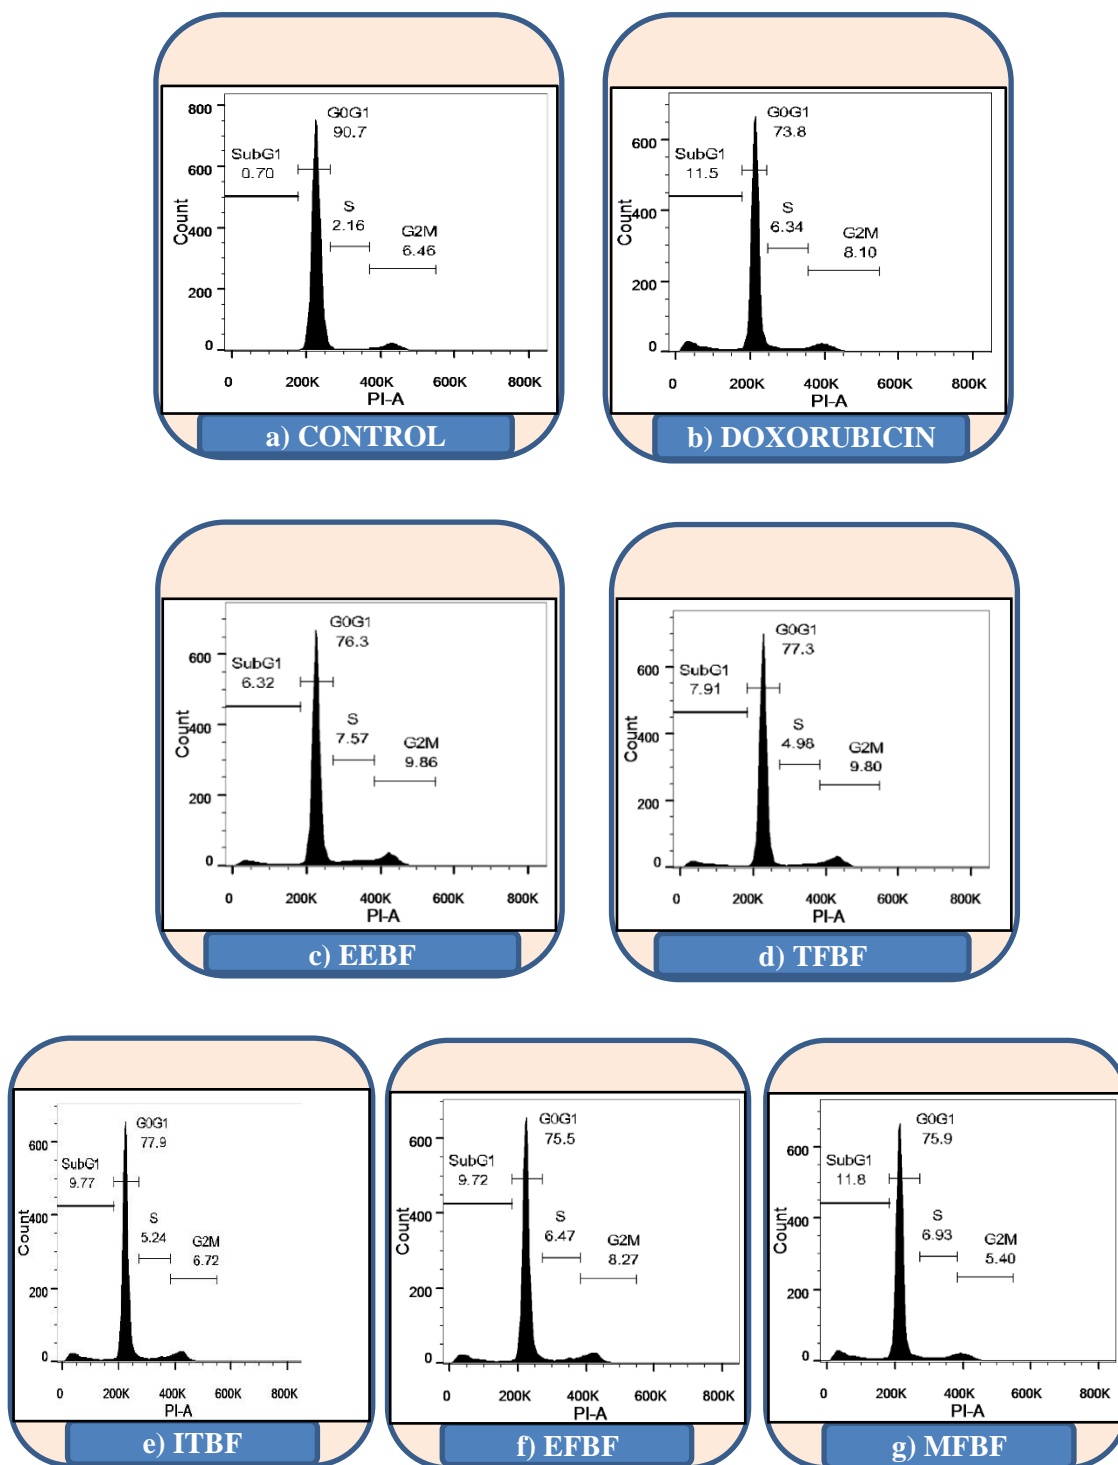 800
600
400
200
0
Count
SubG1
0.70
G0G1
90.7
S
2.16
G2M
6.46
0
200K
400K
600K
800K
PI-A
a) CONTROL
600
400
200
0
Count
SubG1
11.5
G0G1
73.8
S
6.34
G2M
8.10
0
200K
400K
600K
800K
PI-A
b) DOXORUBICIN
600
400
200
0
Count
SubG1
6.32
G0G1
76.3
S
7.57
G2M
9.86
0
200K
400K
600K
800K
PI-A
c) EEBF
600
400
200
0
Count
SubG1
7.91
G0G1
77.3
S
4.98
G2M
9.80
0
200K
400K
600K
800K
PI-A
d) TFBF
600
400
200
0
Count
SubG1
9.77
G0G1
77.9
S
5.24
G2M
6.72
0
200K
400K
600K
800K
PI-A
e) ITBF
600
400
200
0
Count
SubG1
9.72
G0G1
75.5
S
6.47
G2M
8.27
0
200K
400K
600K
800K
PI-A
f) EFBF
600
400
200
0
Count
SubG1
11.8
G0G1
75.9
S
6.93
G2M
5.40
0
200K
400K
600K
800K
PI-A
g) MFBF